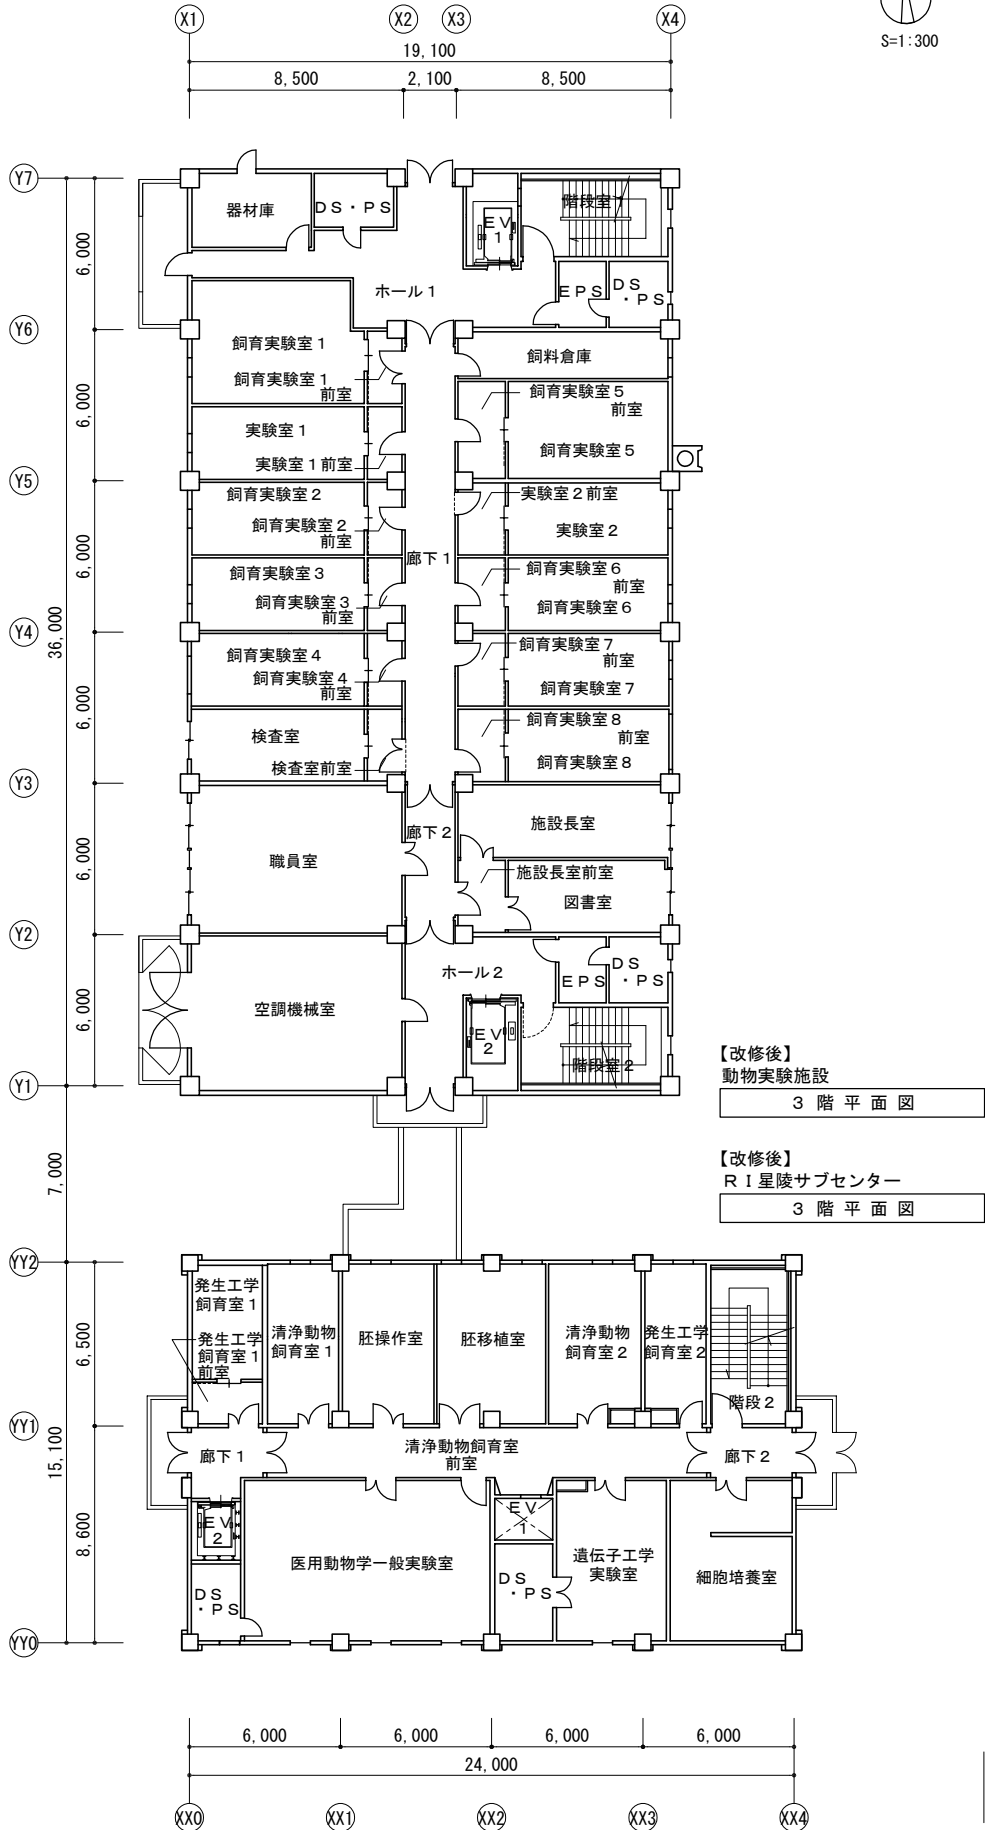 X1
X2
X3
X4
S=1:300
19,100
8,500
2,100
8,500
Y7
器材庫
DS・PS
EV
1
階段室1
6,000
ホール1
EPS
DS
・PS
Y6
飼育実験室1
飼料倉庫
飼育実験室1
前室
飼育実験室5
前室
6,000
実験室1
飼育実験室5
実験室1前室
Y5
飼育実験室2
実験室2前室
飼育実験室2
前室
実験室2
6,000
廊下1
飼育実験室3
飼育実験室6
前室
飼育実験室3
前室
飼育実験室6
36,000
Y4
飼育実験室4
飼育実験室7
前室
飼育実験室4
前室
飼育実験室7
6,000
検査室
飼育実験室8
前室
検査室前室
飼育実験室8
Y3
廊下2
施設長室
職員室
6,000
施設長室前室
図書室
Y2
ホール2
EPS
DS
・PS
空調機械室
6,000
EV
2
階段室2
Y1
【改修後】
動物実験施設
3階平面図
【改修後】
RI星陵サブセンター
3階平面図
7,000
YY2
発生工学
飼育室1
発生工学
飼育室1
前室
清浄動物
飼育室1
胚操作室
胚移植室
清浄動物
飼育室2
発生工学
飼育室2
6,500
階段2
YY1
廊下1
清浄動物飼育室
前室
廊下2
15,100
EV
2
EV
1
8,600
医用動物学一般実験室
遺伝子工学
実験室
細胞培養室
DS
・PS
DS
・PS
YY0
6,000
6,000
6,000
6,000
24,000
XX0
XX1
XX2
XX3
XX4